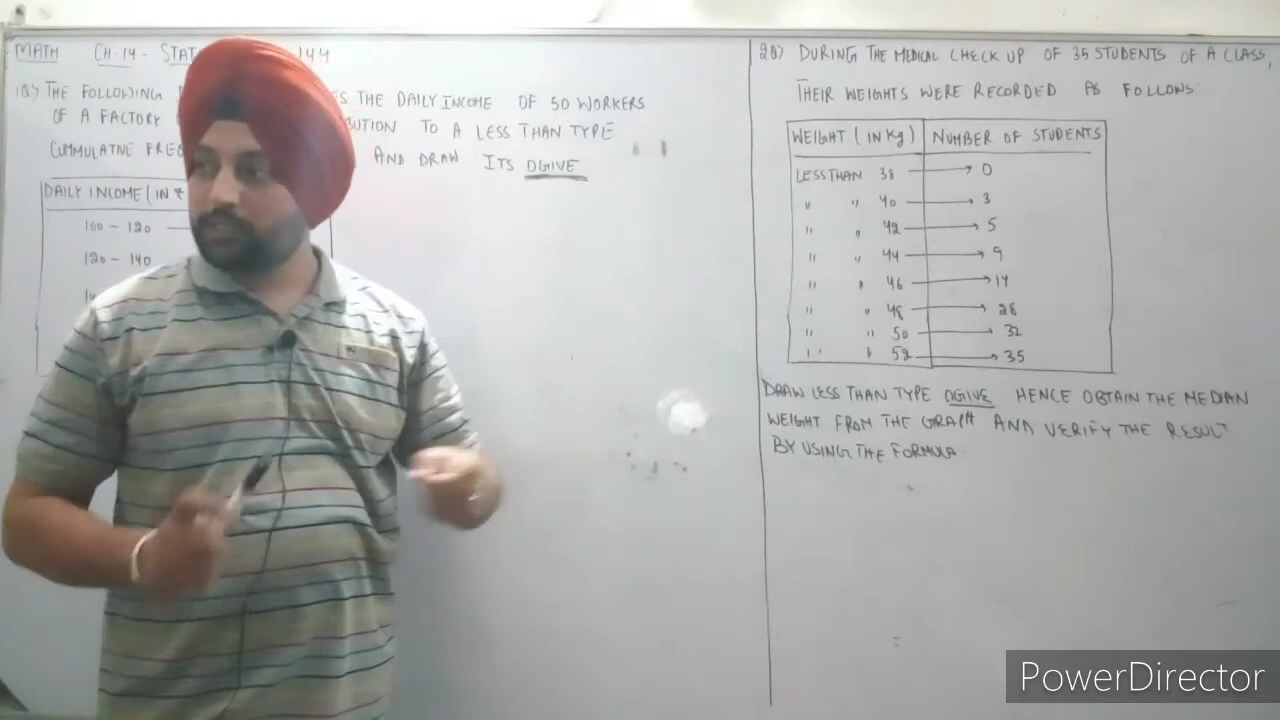 MATH CH-14- STAT 144
1Q> THE FOLLOWING THE DAILY INCOME OF 50 WORKERS
OF A FACTORY TO A LESS THAN TYPE
AND DRAW ITS OGIVE
DAILY INCOME (IN ₹
100 - 120
120 - 140
2Q) DURING THE MEDICAL CHECK UP OF 35 STUDENTS OF A CLASS,
THEIR WEIGHTS WERE RECORDED AS FOLLOWS:
WEIGHT (IN Kg) NUMBER OF STUDENTS
LESS THAN 38 → 0
" " 40 → 3
" " 42 → 5
" " 44 → 9
" " 46 → 14
" " 48 → 28
" " 50 → 32
" " 52 → 35
DRAW LESS THAN TYPE OGIVE HENCE OBTAIN THE MEDIAN
WEIGHT FROM THE GRAPH AND VERIFY THE RESULT
BY USING THE FORMULA
PowerDirector